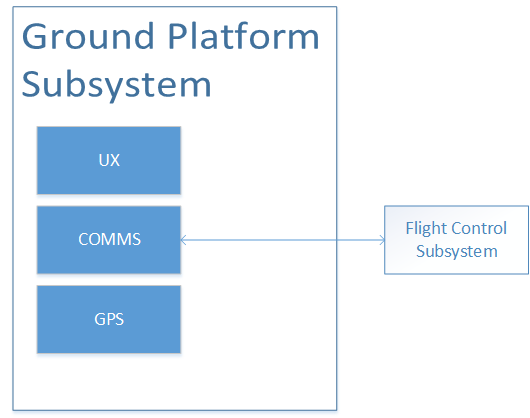 Ground Platform
Subsystem
UX
COMMS
Flight Control
Subsystem
GPS